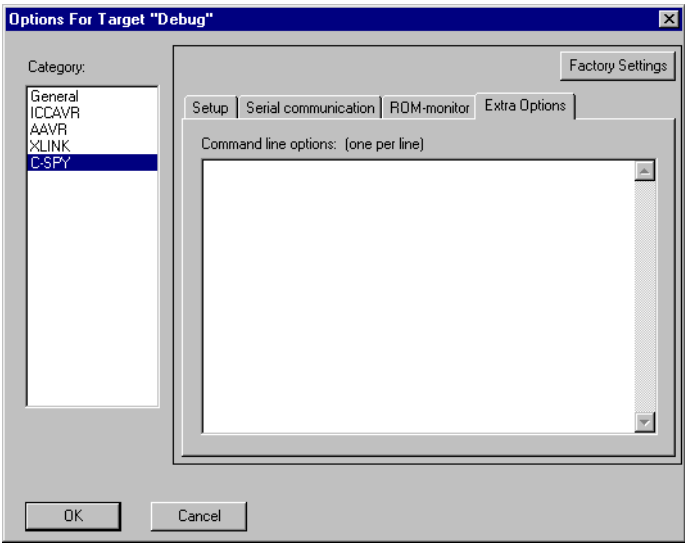 Options For Target "Debug"
Category:
General
ICCAVR
AAVR
XLINK
C-SPY
Factory Settings
Setup
Serial communication
ROM-monitor
Extra Options
Command line options: (one per line)
OK
Cancel